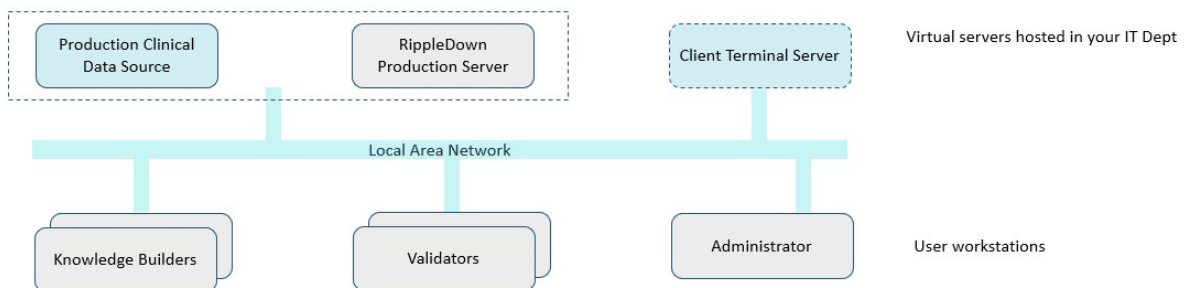 Production Clinical
Data Source
RippleDown
Production Server
Client Terminal Server
Virtual servers hosted in your IT Dept
Local Area Network
Knowledge Builders
Validators
Administrator
User workstations